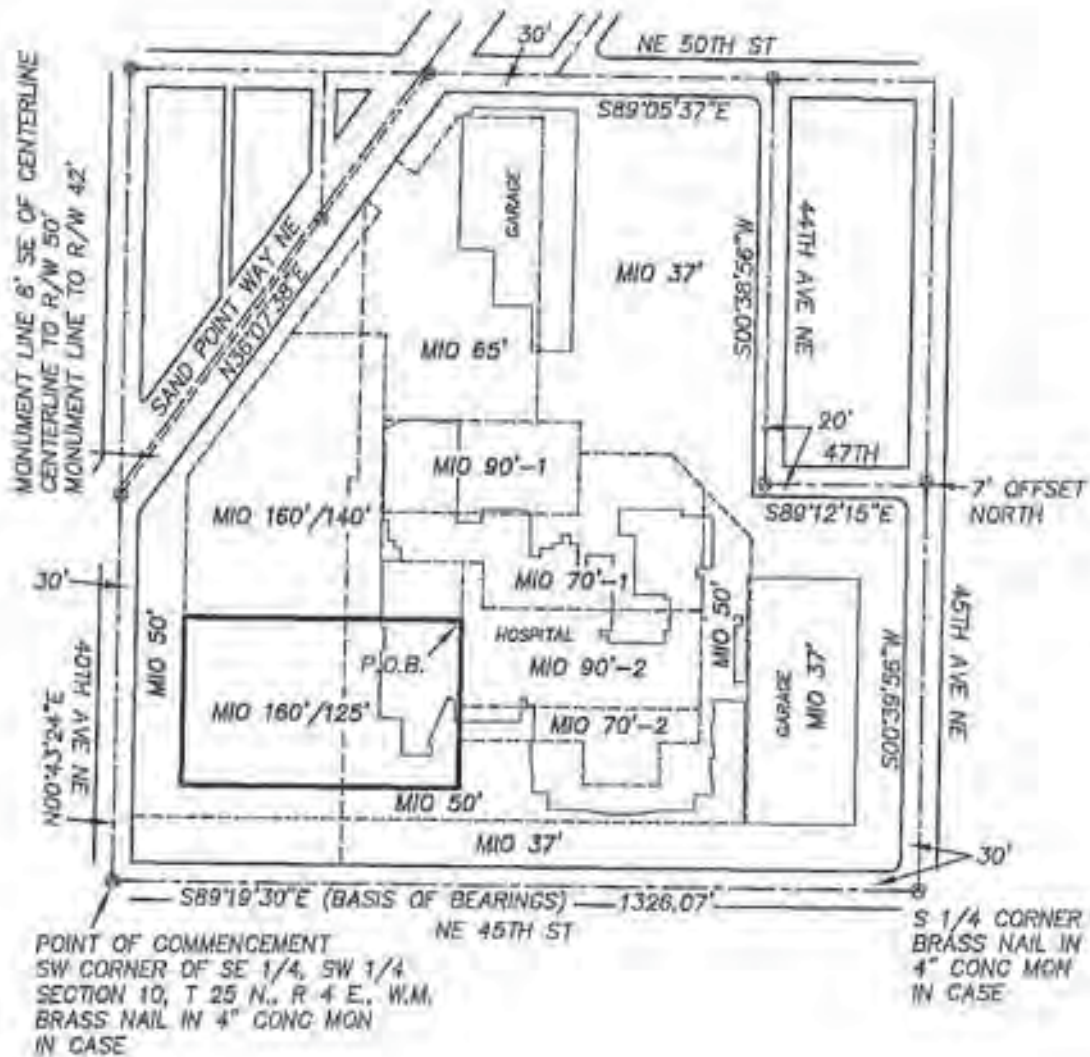 30'
NE 50TH ST
MONUMENT LINE 8' SE OF CENTERLINE
CENTERLINE TO R/W 50'
MONUMENT LINE TO R/W 42'
SAND POINT WAY NE
N36°07'38"E
S89°05'37"E
GARAGE
MIO 37'
S00°38'56"W
44TH AVE NE
MIO 65'
20'
47TH
MIO 90'-1
7' OFFSET
NORTH
MIO 160'/140'
S89°12'15"E
30'
MIO 70'-1
MIO 50'
MIO 50'
HOSPITAL
P.O.B.
MIO 90'-2
GARAGE
MIO 37'
S00°39'59"W
45TH AVE NE
N00°43'24"E
40TH AVE NE
MIO 160'/125'
MIO 70'-2
MIO 50'
MIO 37'
30'
S89°19'30"E (BASIS OF BEARINGS) 1326.07'
NE 45TH ST
POINT OF COMMENCEMENT
SW CORNER OF SE 1/4, SW 1/4
SECTION 10, T 25 N., R 4 E., W.M.
BRASS NAIL IN 4" CONC MON
IN CASE
S 1/4 CORNER
BRASS NAIL IN
4" CONC MON
IN CASE